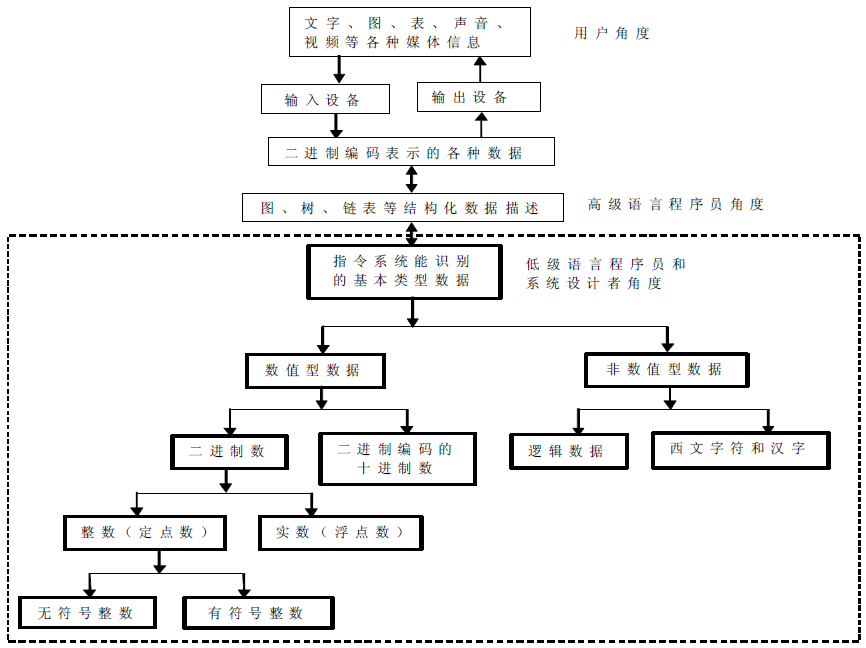 文字、图、表、声音、
视频等各种媒体信息
用户角度
输入设备
输出设备
二进制编码表示的各种数据
图、树、链表等结构化数据描述
高级语言程序员角度
指令系统能识别
的基本类型数据
低级语言程序员和
系统设计者角度
数值型数据
非数值型数据
二进制数
二进制编码的
十进制数
逻辑数据
西文字符和汉字
整数（定点数）
实数（浮点数）
无符号整数
有符号整数